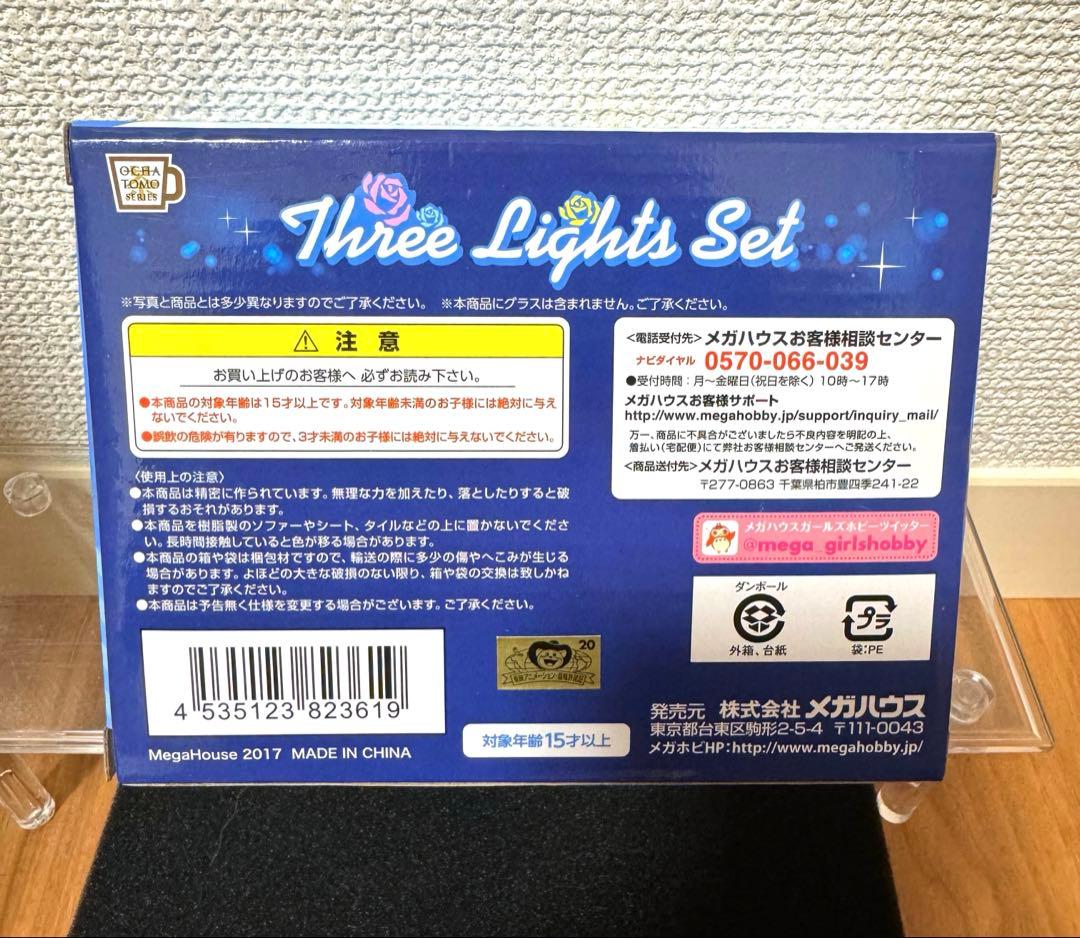 OCHA
TOMO
SERIES
Three Lights Set
※写真と商品とは多少異なりますのでご了承ください。 ※本商品にグラスは含まれません。ご了承ください。
⚠ 注 意
お買い上げのお客様へ 必ずお読み下さい。
●本商品の対象年齢は15才以上です。対象年齢未満のお子様には絶対に与え
ないでください。
●誤飲の危険が有りますので、3才未満のお子様には絶対に与えないでください。
〈使用上の注意〉
●本商品は精密に作られています。無理な力を加えたり、落としたりすると破
損するおそれがあります。
●本商品を樹脂製のソファーやシート、タイルなどの上に置かないでくださ
い。長時間接触していると色が移る場合があります。
●本商品の箱や袋は梱包材ですので、輸送の際に多少の傷やへこみが生じる
場合があります。よほどの大きな破損のない限り、箱や袋の交換は致しかね
ますのでご了承ください。
●本商品は予告無く仕様を変更する場合がございます。ご了承ください。
<電話受付先>メガハウスお客様相談センター
ナビダイヤル 0570-066-039
●受付時間：月～金曜日(祝日を除く) 10時～17時
メガハウスお客様サポート
http://www.megahobby.jp/support/inquiry_mail/
万一、商品に不具合がございましたら不良内容を明記の上、
着払い(宅配便)にて弊社お客様相談センターへご発送ください。
<商品送付先>メガハウスお客様相談センター
〒277-0863 千葉県柏市豊四季241-22
メガハウスガールズホビーツイッター
@mega_girlshobby
ダンボール
外箱、台紙
プラ
袋:PE
4 535123 823619
20
MegaHouse 2017 MADE IN CHINA
対象年齢15才以上
発売元 株式会社メガハウス
東京都台東区駒形2-5-4 〒111-0043
メガホビHP:http://www.megahobby.jp/